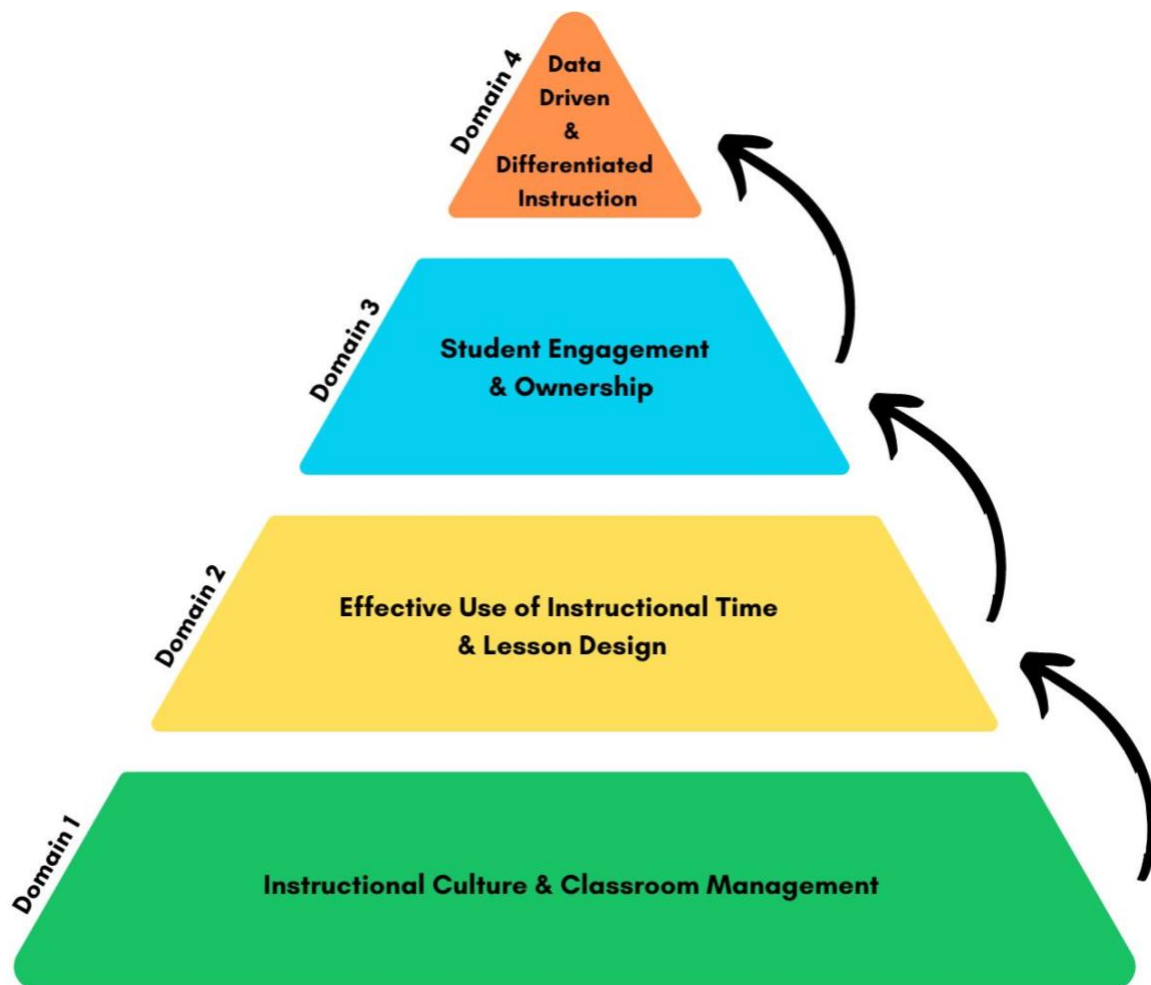 Domain 4
Data
Driven
&
Differentiated
Instruction
Domain 3
Student Engagement
& Ownership
Domain 2
Effective Use of Instructional Time
& Lesson Design
Domain 1
Instructional Culture & Classroom Management